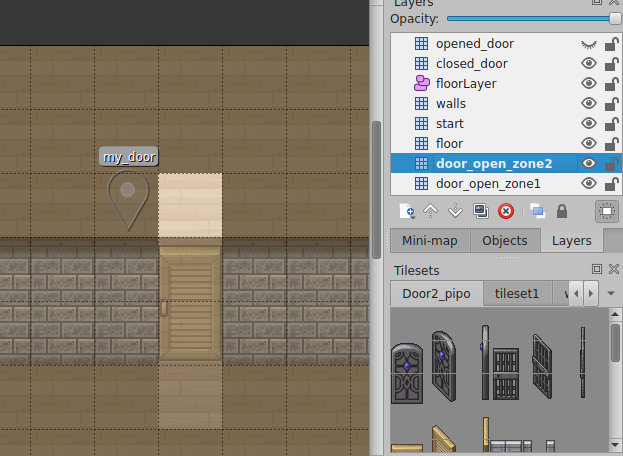 Layers
Opacity:
opened_door
closed_door
floorLayer
walls
start
floor
door_open_zone2
door_open_zone1
my_door
Mini-map Objects Layers
Tilesets
Door2_pipo tileset1